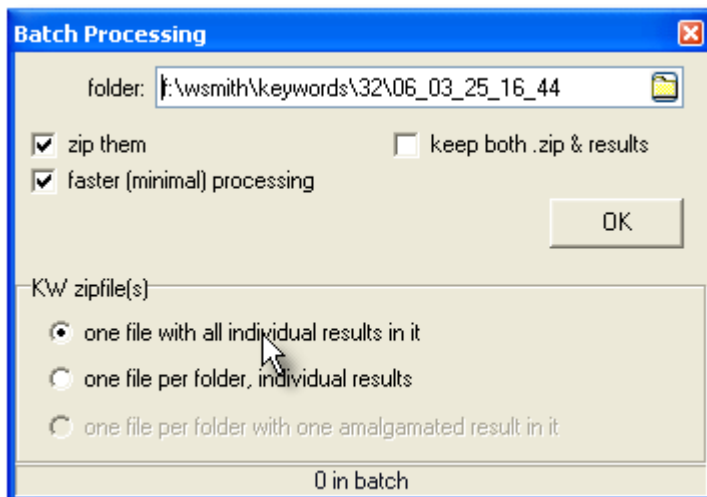 Batch Processing
folder: f:\wsmith\keywords\32\06_03_25_16_44
zip them
keep both .zip & results
faster (minimal) processing
OK
KW zipfile(s)
one file with all individual results in it
one file per folder, individual results
one file per folder with one amalgamated result in it
0 in batch